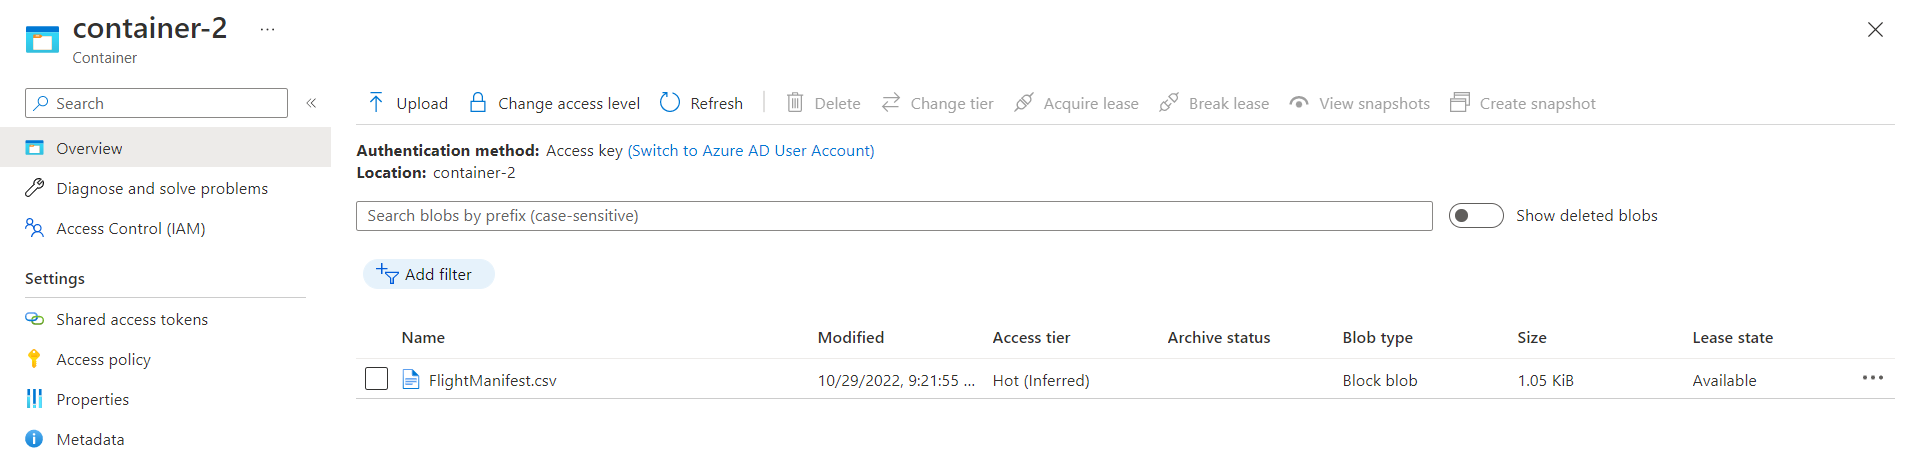 container-2 ...
Container
Search «
Overview
Diagnose and solve problems
Access Control (IAM)
Settings
Shared access tokens
Access policy
Properties
Metadata
Upload Change access level Refresh Delete Change tier Acquire lease Break lease View snapshots Create snapshot
Authentication method: Access key (Switch to Azure AD User Account)
Location: container-2
Search blobs by prefix (case-sensitive) Show deleted blobs
Add filter
Name Modified Access tier Archive status Blob type Size Lease state
FlightManifest.csv 10/29/2022, 9:21:55 ... Hot (Inferred) Block blob 1.05 KiB Available ...